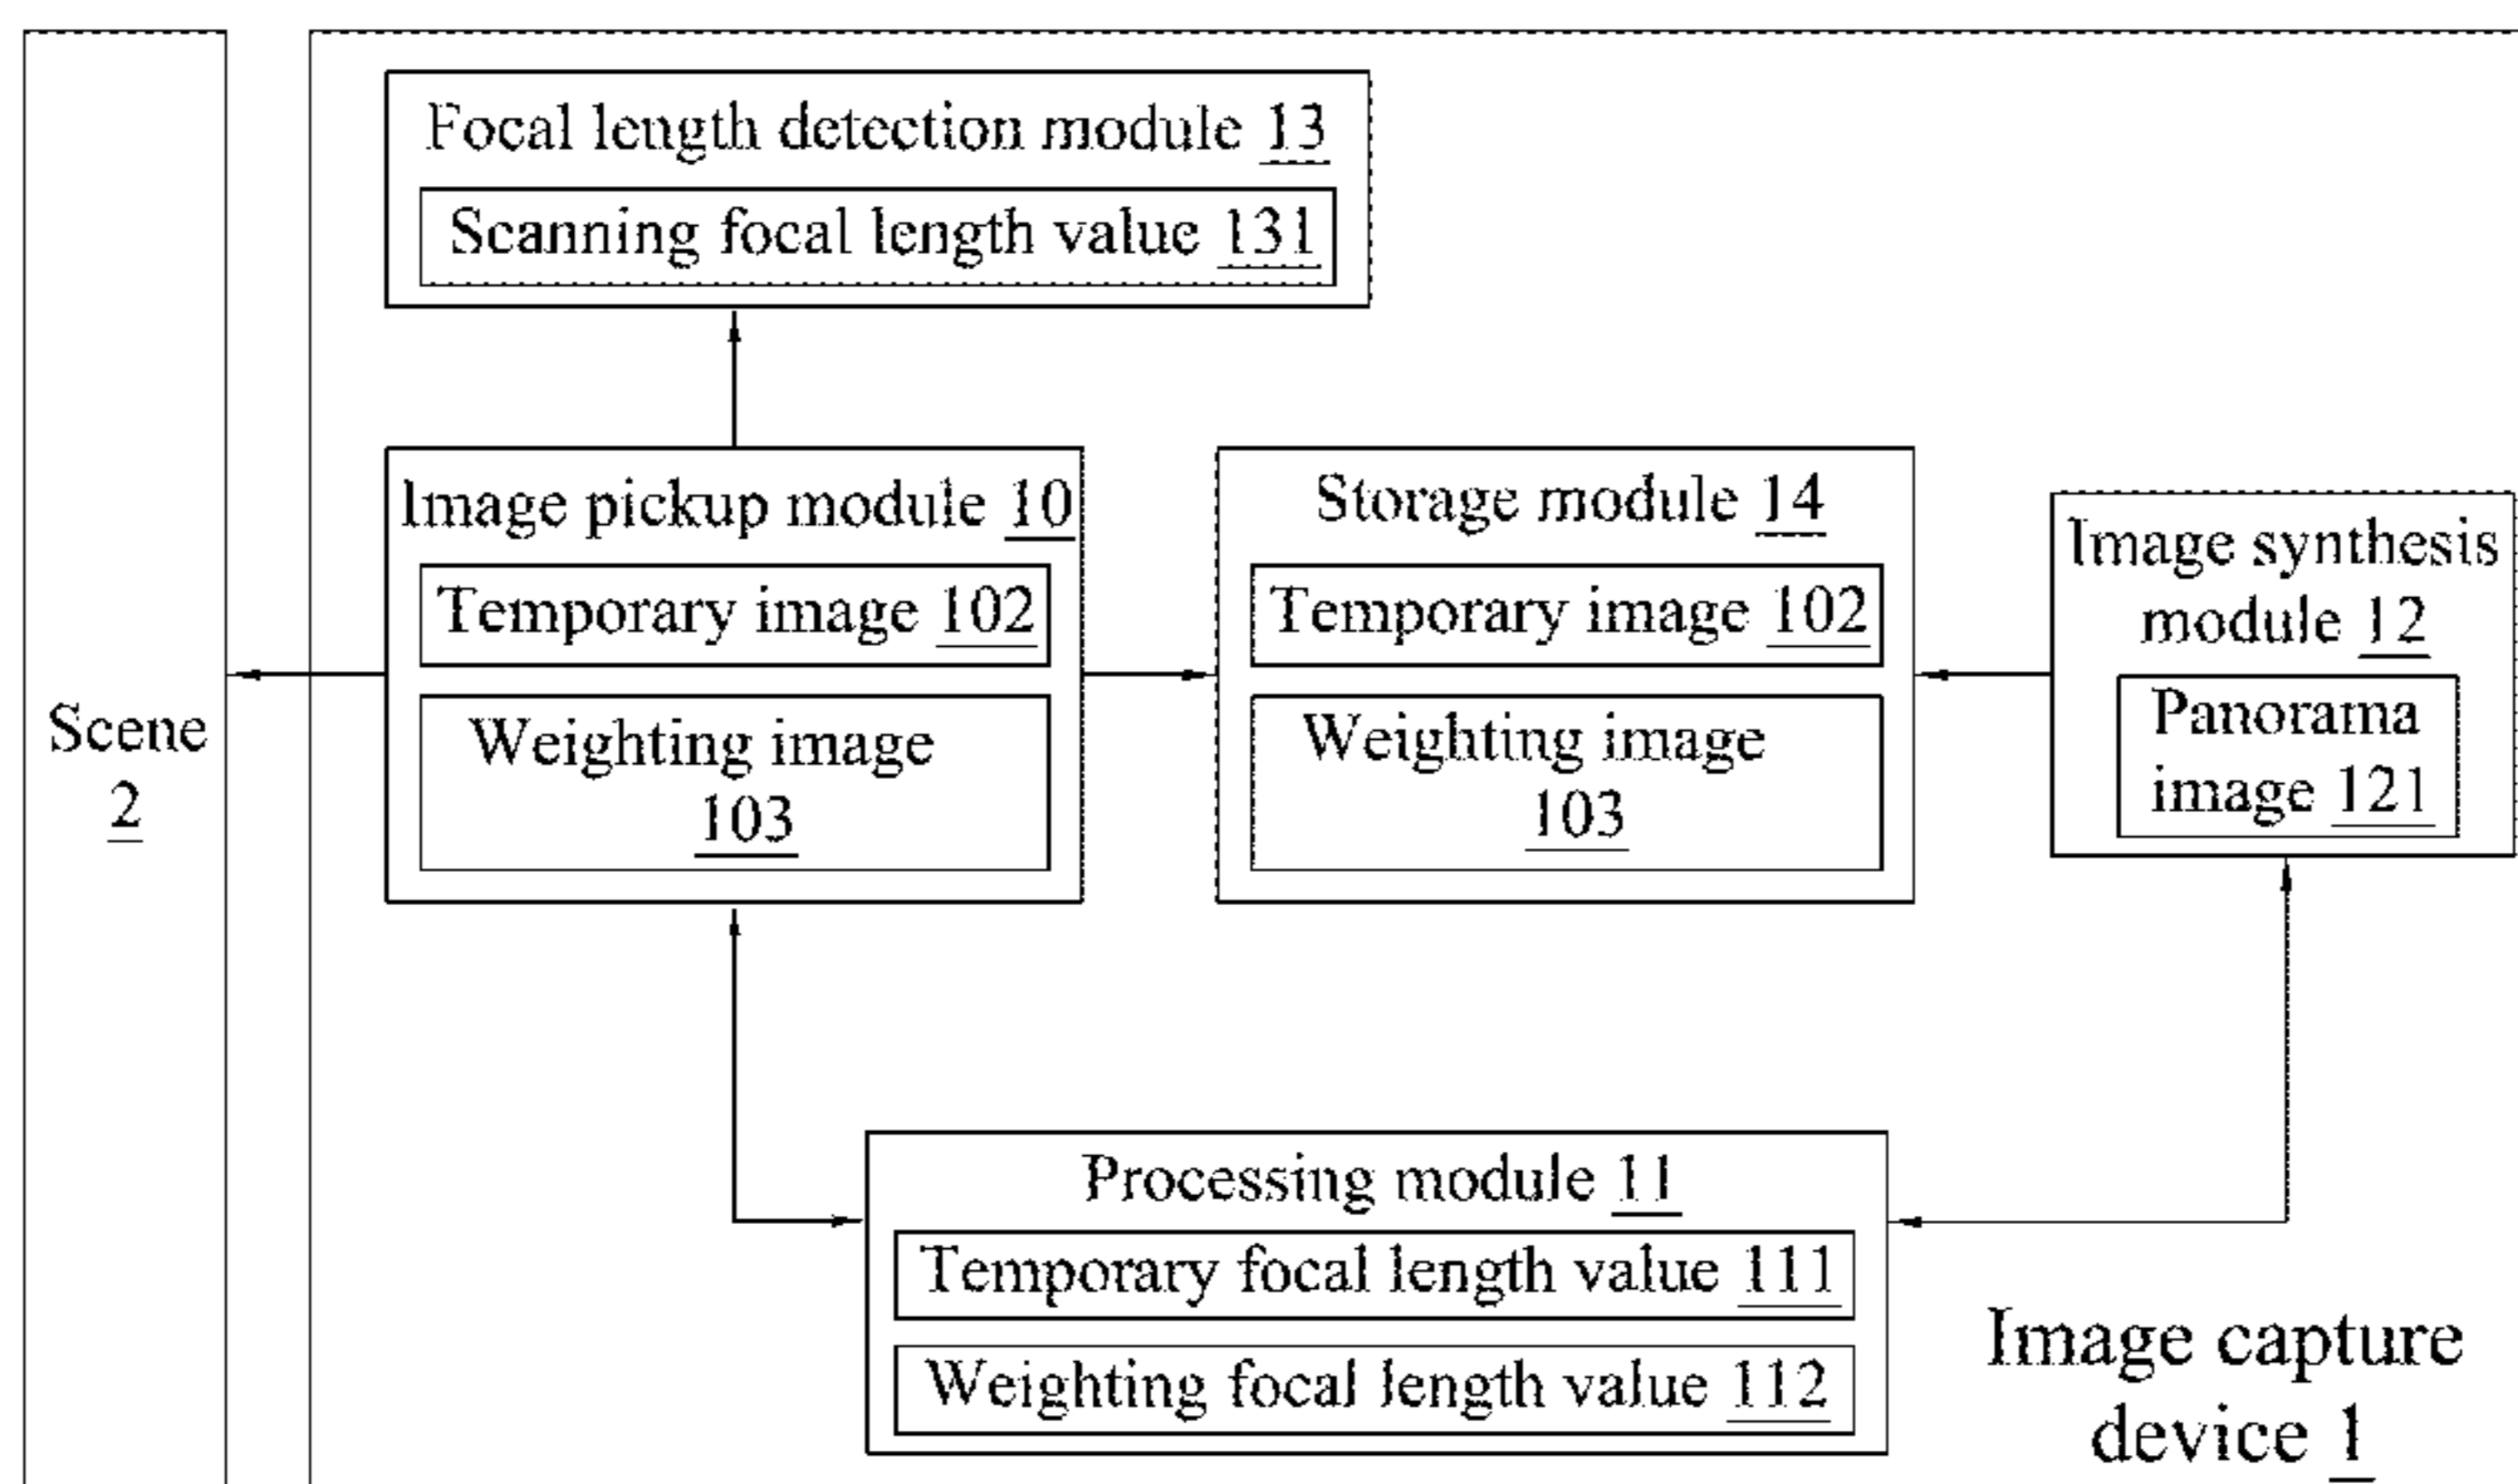 Focal length detection module 13
Scanning focal length value 131
Image pickup module 10
Temporary image 102
Weighting image
103
Storage module 14
Temporary image 102
Weighting image
103
Image synthesis
module 12
Panorama
image 121
Scene
2
Processing module 11
Temporary focal length value 111
Weighting focal length value 112
Image capture
device 1